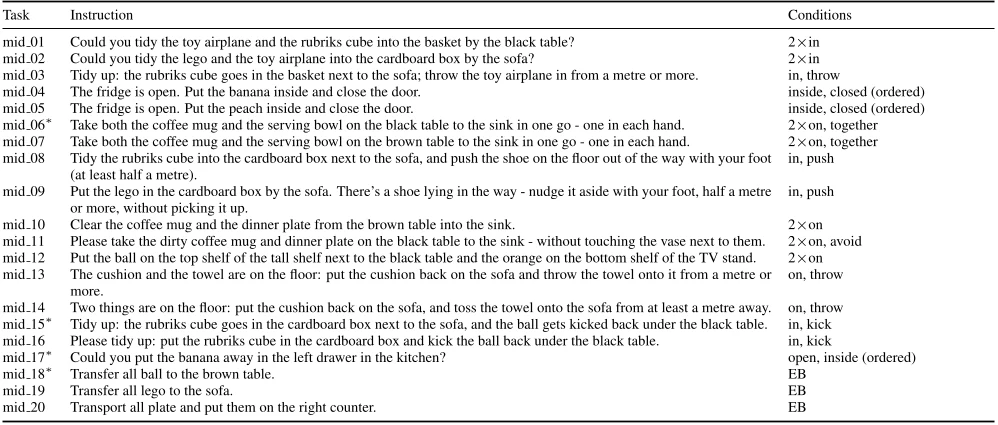 Task Instruction Conditions
mid_01 Could you tidy the toy airplane and the rubriks cube into the basket by the black table? 2×in
mid_02 Could you tidy the lego and the toy airplane into the cardboard box by the sofa? 2×in
mid_03 Tidy up: the rubriks cube goes in the basket next to the sofa; throw the toy airplane in from a metre or more. in, throw
mid_04 The fridge is open. Put the banana inside and close the door. inside, closed (ordered)
mid_05 The fridge is open. Put the peach inside and close the door. inside, closed (ordered)
mid_06* Take both the coffee mug and the serving bowl on the black table to the sink in one go - one in each hand. 2×on, together
mid_07 Take both the coffee mug and the serving bowl on the brown table to the sink in one go - one in each hand. 2×on, together
mid_08 Tidy the rubriks cube into the cardboard box next to the sofa, and push the shoe on the floor out of the way with your foot in, push
(at least half a metre).
mid_09 Put the lego in the cardboard box by the sofa. There's a shoe lying in the way - nudge it aside with your foot, half a metre in, push
or more, without picking it up.
mid_10 Clear the coffee mug and the dinner plate from the brown table into the sink. 2×on
mid_11 Please take the dirty coffee mug and dinner plate on the black table to the sink - without touching the vase next to them. 2×on, avoid
mid_12 Put the ball on the top shelf of the tall shelf next to the black table and the orange on the bottom shelf of the TV stand. 2×on
mid_13 The cushion and the towel are on the floor: put the cushion back on the sofa and throw the towel onto it from a metre or on, throw
more.
mid_14 Two things are on the floor: put the cushion back on the sofa, and toss the towel onto the sofa from at least a metre away. on, throw
mid_15* Tidy up: the rubriks cube goes in the cardboard box next to the sofa, and the ball gets kicked back under the black table. in, kick
mid_16 Please tidy up: put the rubriks cube in the cardboard box and kick the ball back under the black table. in, kick
mid_17* Could you put the banana away in the left drawer in the kitchen? open, inside (ordered)
mid_18* Transfer all ball to the brown table. EB
mid_19 Transfer all lego to the sofa. EB
mid_20 Transport all plate and put them on the right counter. EB